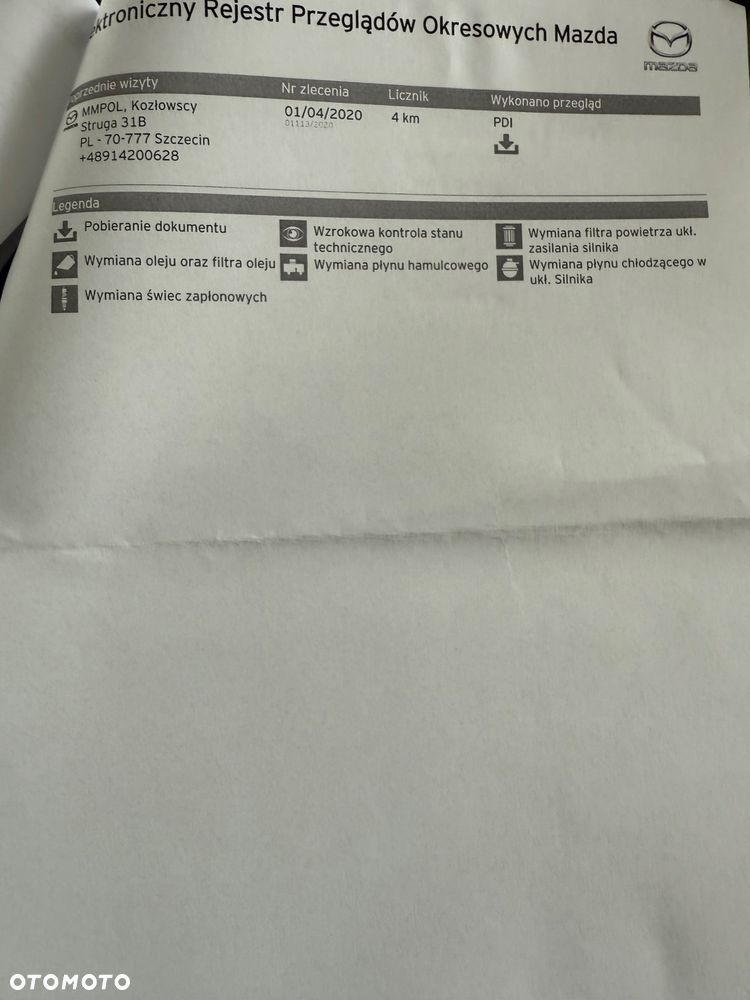 ektroniczny Rejestr Przeglądów Okresowych Mazda
mazda
oprzednie wizyty Nr zlecenia Licznik Wykonano przegląd
MMPOL, Kozłowscy 01/04/2020 4 km PDI
Struga 31B 01113/2020
PL - 70-777 Szczecin
+48914200628
Legenda
Pobieranie dokumentu Wzrokowa kontrola stanu Wymiana filtra powietrza ukł.
technicznego zasilania silnika
Wymiana oleju oraz filtra oleju Wymiana płynu hamulcowego Wymiana płynu chłodzącego w
ukł. Silnika
Wymiana świec zapłonowych
OTOMOTO